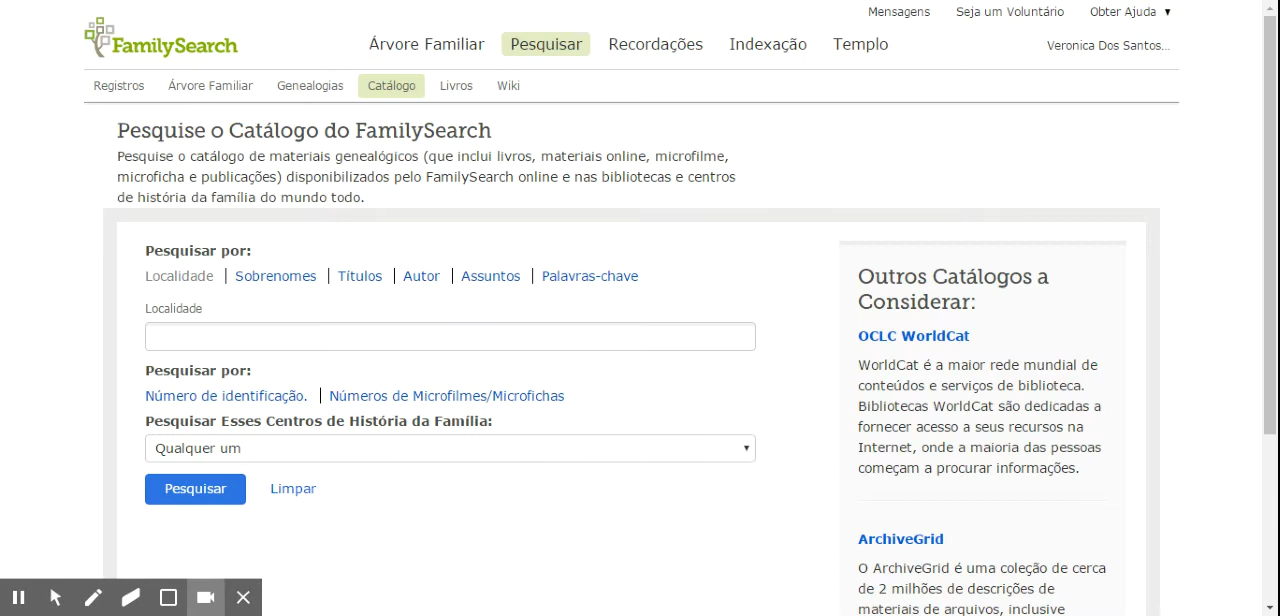 Mensagens Seja um Voluntário Obter Ajuda ▼
FamilySearch
Árvore Familiar Pesquisar Recordações Indexação Templo
Veronica Dos Santos...
Registros Árvore Familiar Genealogias Catálogo Livros Wiki
Pesquise o Catálogo do FamilySearch
Pesquise o catálogo de materiais genealógicos (que inclui livros, materiais online, microfilme,
microficha e publicações) disponibilizados pelo FamilySearch online e nas bibliotecas e centros
de história da família do mundo todo.
Pesquisar por:
Localidade | Sobrenomes | Títulos | Autor | Assuntos | Palavras-chave
Localidade
Pesquisar por:
Número de identificação. | Números de Microfilmes/Microfichas
Pesquisar Esses Centros de História da Família:
Qualquer um
Pesquisar Limpar
Outros Catálogos a
Considerar:
OCLC WorldCat
WorldCat é a maior rede mundial de
conteúdos e serviços de biblioteca.
Bibliotecas WorldCat são dedicadas a
fornecer acesso a seus recursos na
Internet, onde a maioria das pessoas
começam a procurar informações.
ArchiveGrid
O ArchiveGrid é uma coleção de cerca
de 2 milhões de descrições de
materiais de arquivos, inclusive